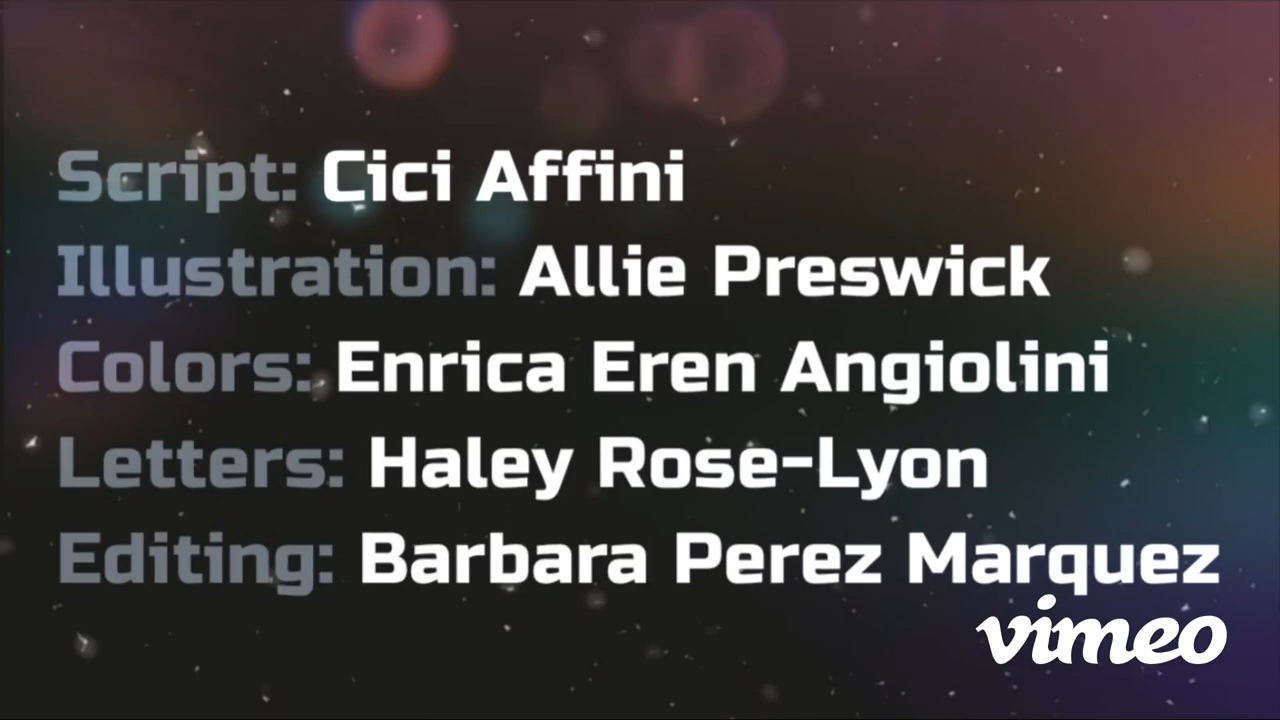 Script: Cici Affini
Illustration: Allie Preswick
Colors: Enrica Eren Angiolini
Letters: Haley Rose-Lyon
Editing: Barbara Perez Marquez
vimeo